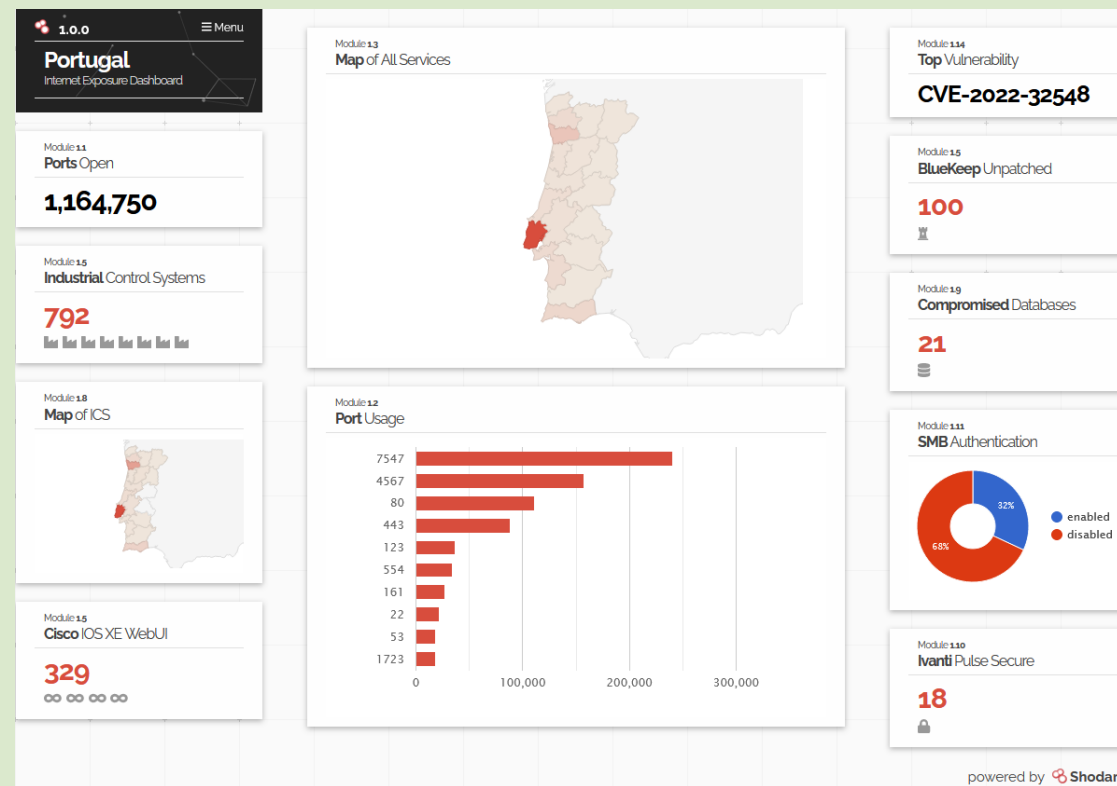 1.0.0
Menu
Portugal
Internet Exposure Dashboard
Module 1.1
Ports Open
1,164,750
Module 1.5
Industrial Control Systems
792
Module 1.8
Map of ICS
Module 1.5
Cisco IOS XE WebUI
329
Module 1.3
Map of All Services
Module 1.2
Port Usage
7547
4567
80
443
123
554
161
22
53
1723
0
100,000
200,000
300,000
Module 1.14
Top Vulnerability
CVE-2022-32548
Module 1.5
BlueKeep Unpatched
100
Module 1.9
Compromised Databases
21
Module 1.11
SMB Authentication
32%
68%
enabled
disabled
Module 1.10
Ivanti Pulse Secure
18
powered by Shodan